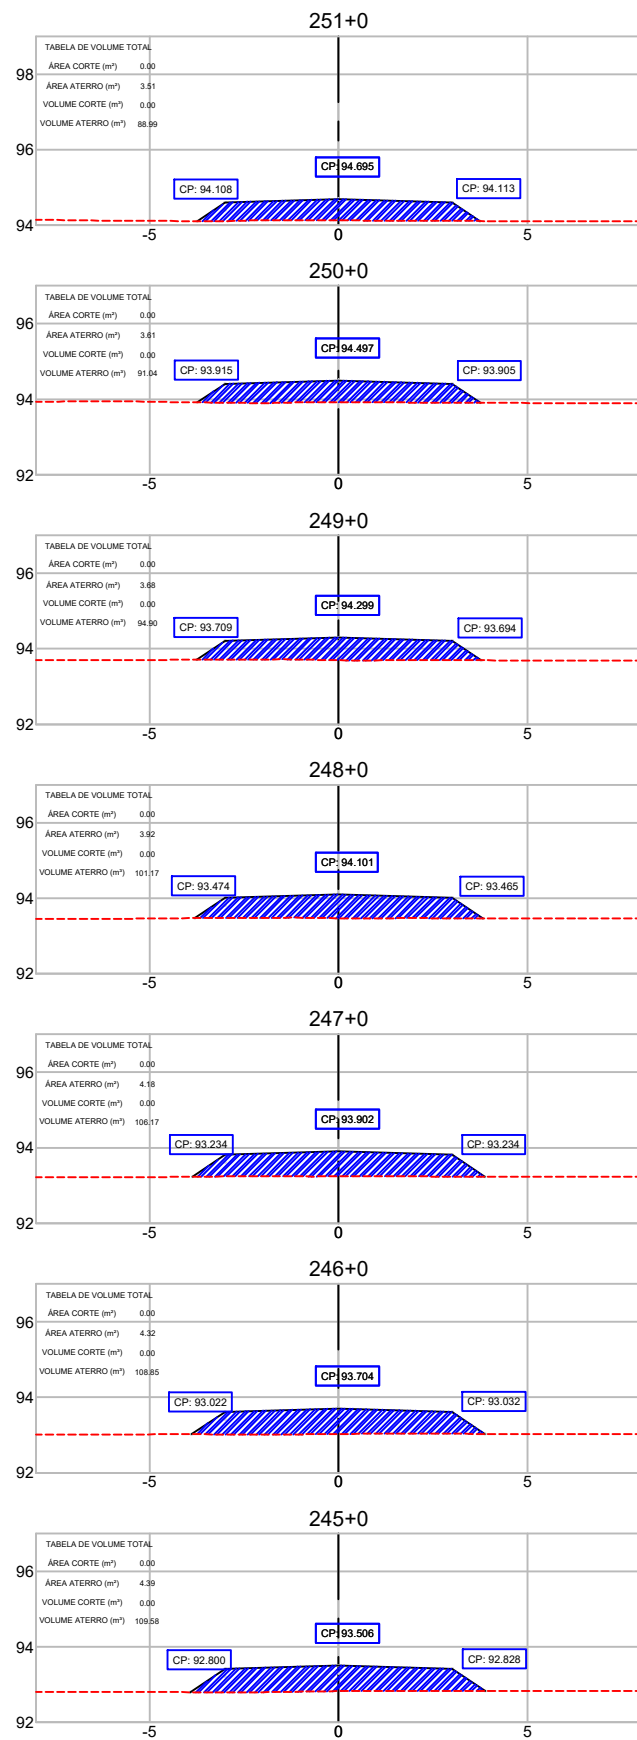 251+0
TABELA DE VOLUME TOTAL
ÁREA CORTE (m²) 0.00
ÁREA ATERRO (m²) 3.51
VOLUME CORTE (m³) 0.00
VOLUME ATERRO (m³) 88.99
98
96
94
CP: 94.108
CP: 94.695
CP: 94.113
-5 0 5
250+0
TABELA DE VOLUME TOTAL
ÁREA CORTE (m²) 0.00
ÁREA ATERRO (m²) 3.61
VOLUME CORTE (m³) 0.00
VOLUME ATERRO (m³) 91.04
96
94
92
CP: 93.915
CP: 94.497
CP: 93.905
-5 0 5
249+0
TABELA DE VOLUME TOTAL
ÁREA CORTE (m²) 0.00
ÁREA ATERRO (m²) 3.68
VOLUME CORTE (m³) 0.00
VOLUME ATERRO (m³) 94.90
96
94
92
CP: 93.709
CP: 94.299
CP: 93.694
-5 0 5
248+0
TABELA DE VOLUME TOTAL
ÁREA CORTE (m²) 0.00
ÁREA ATERRO (m²) 3.92
VOLUME CORTE (m³) 0.00
VOLUME ATERRO (m³) 101.17
96
94
92
CP: 93.474
CP: 94.101
CP: 93.465
-5 0 5
247+0
TABELA DE VOLUME TOTAL
ÁREA CORTE (m²) 0.00
ÁREA ATERRO (m²) 4.18
VOLUME CORTE (m³) 0.00
VOLUME ATERRO (m³) 106.17
96
94
92
CP: 93.234
CP: 93.902
CP: 93.234
-5 0 5
246+0
TABELA DE VOLUME TOTAL
ÁREA CORTE (m²) 0.00
ÁREA ATERRO (m²) 4.32
VOLUME CORTE (m³) 0.00
VOLUME ATERRO (m³) 108.85
96
94
92
CP: 93.022
CP: 93.704
CP: 93.032
-5 0 5
245+0
TABELA DE VOLUME TOTAL
ÁREA CORTE (m²) 0.00
ÁREA ATERRO (m²) 4.39
VOLUME CORTE (m³) 0.00
VOLUME ATERRO (m³) 109.58
96
94
92
CP: 92.800
CP: 93.506
CP: 92.828
-5 0 5